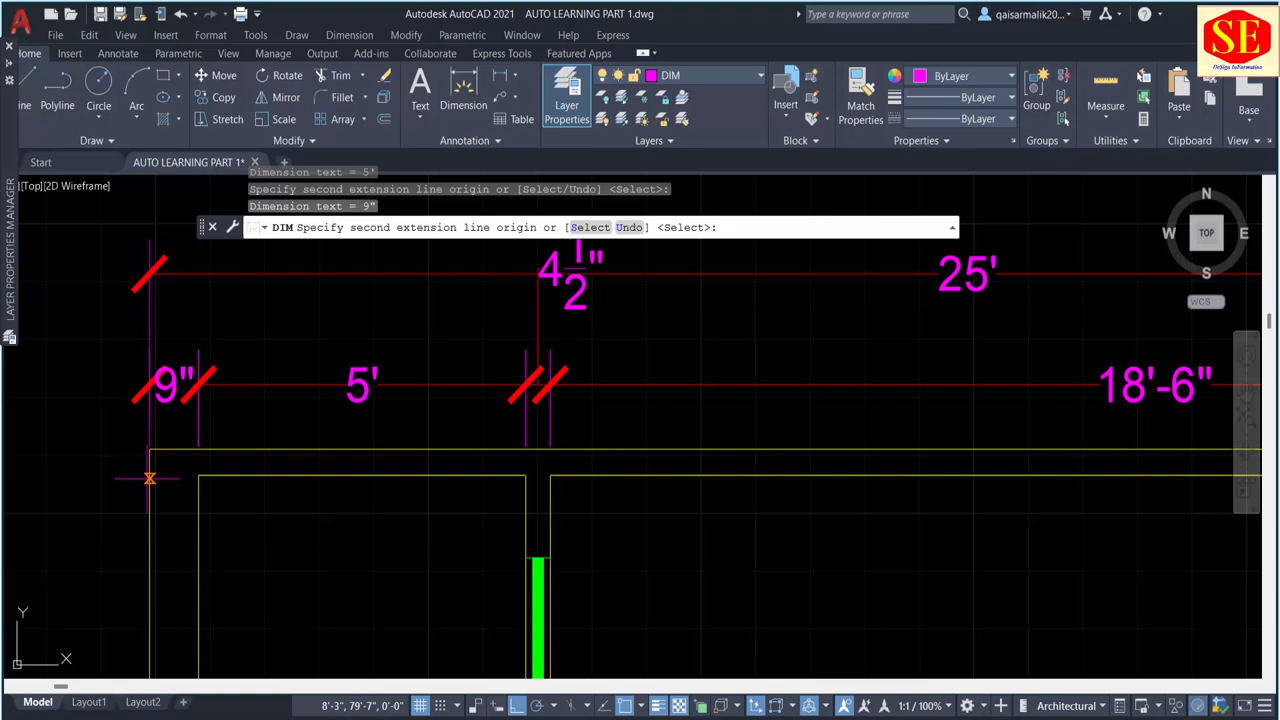 Autodesk AutoCAD 2021 AUTO LEARNING PART 1.dwg
Type a keyword or phrase
qaisarmalik20...
SE
DeSign InFormation
File Edit View Insert Format Tools Draw Dimension Modify Parametric Window Help Express
Home Insert Annotate Parametric View Manage Output Add-ins Collaborate Express Tools Featured Apps
Move Rotate Trim
Copy Mirror Fillet
Stretch Scale Array
Polyline Circle Arc
Text Dimension
Table
Layer
Properties
DIM
Insert
Match
Properties
ByLayer
ByLayer
ByLayer
Group
Measure
Paste
Base
Draw Modify Annotation Layers Block Properties Groups Utilities Clipboard View
Start
AUTO LEARNING PART 1*
[Top][2D Wireframe]
Dimension text = 5'
Specify second extension line origin or [Select/Undo] <Select>:
Dimension text = 9"
DIM Specify second extension line origin or [Select Undo] <Select>:
LAYER PROPERTIES MANAGER
N
W TOP E
S
WCS
4 1/2"
25'
9"
5'
18'-6"
Y
X
Model Layout1 Layout2
8'-3", 79'-7", 0'-0"
MODEL
1:1 / 100%
Architectural